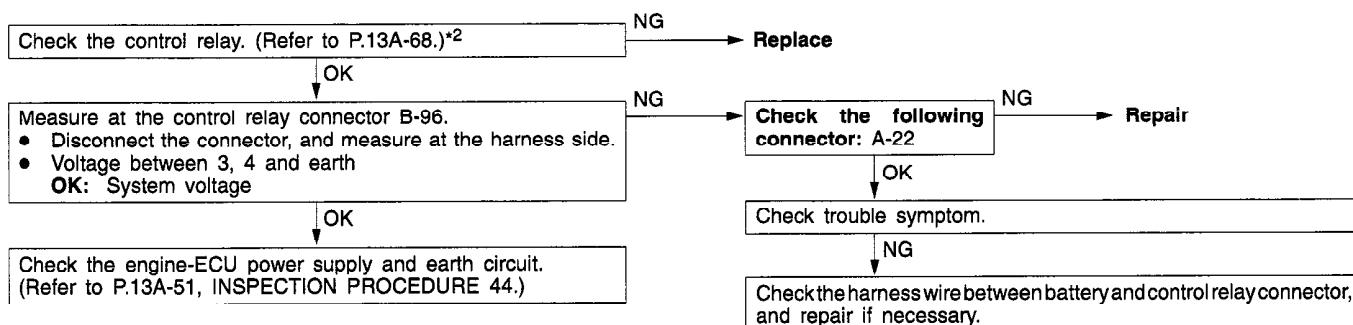 Check the control relay. (Refer to P.13A-68.)*2
NG
Replace
OK
Measure at the control relay connector B-96.
● Disconnect the connector, and measure at the harness side.
● Voltage between 3, 4 and earth
OK: System voltage
NG
Check the following
connector: A-22
NG
Repair
OK
Check trouble symptom.
NG
Check the harness wire between battery and control relay connector,
and repair if necessary.
OK
Check the engine-ECU power supply and earth circuit.
(Refer to P.13A-51, INSPECTION PROCEDURE 44.)